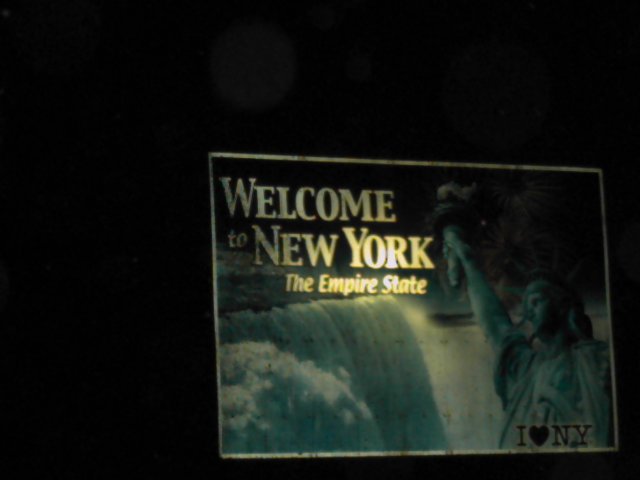 WELCOME
to NEW YORK
The Empire State
I♥NY